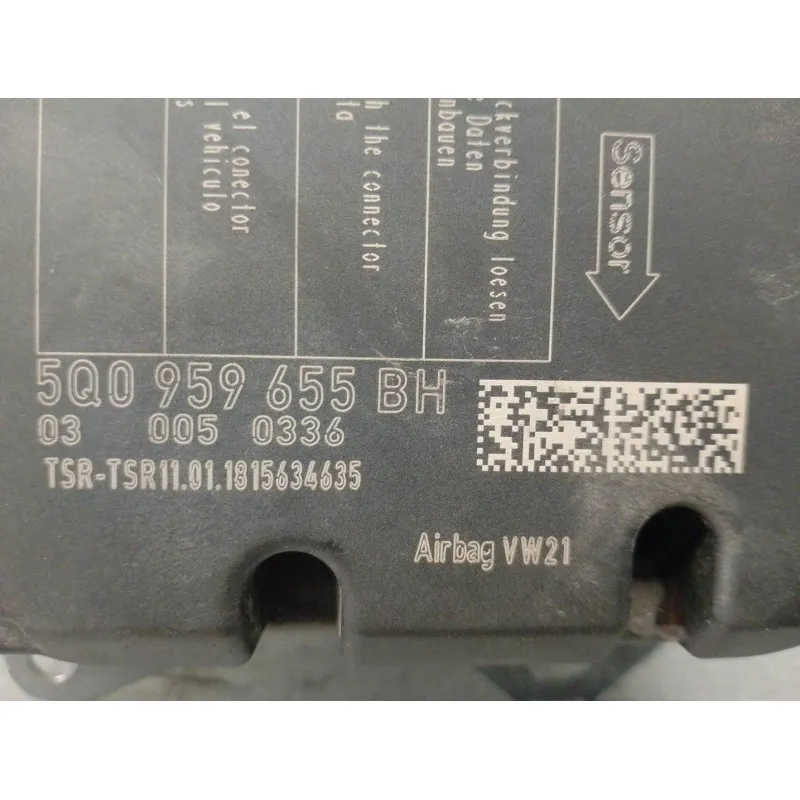 ckverbindung loesen
Daten
nbauen
h the connector
ta
el conector
l vehiculo
s
Sensor
5Q0 959 655 BH
03 005 0336
TSR-TSR11.01.1815634635
Airbag VW21